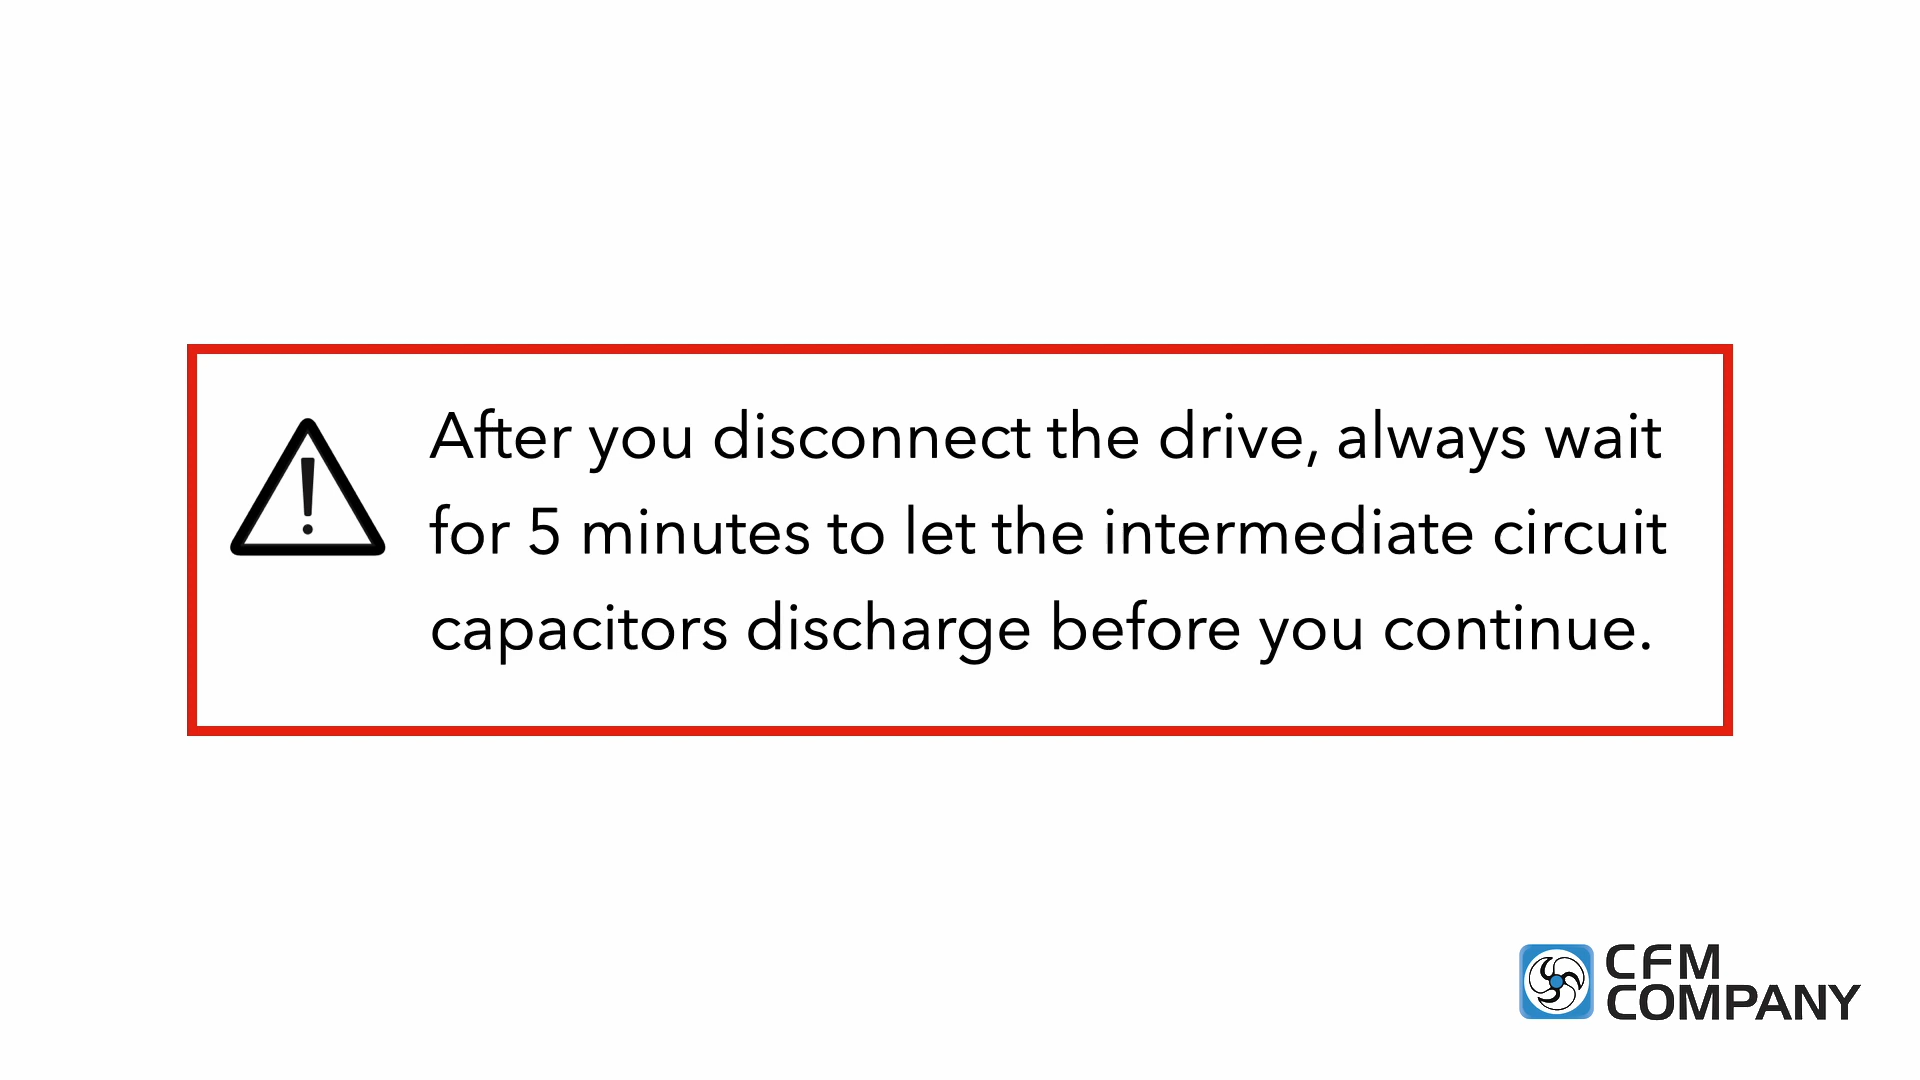 After you disconnect the drive, always wait
for 5 minutes to let the intermediate circuit
capacitors discharge before you continue.
CFM
COMPANY